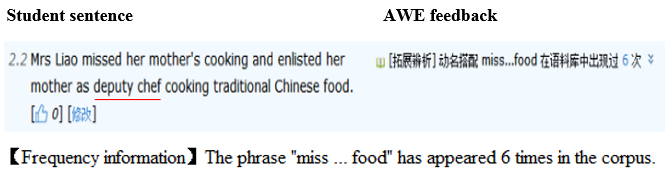 Student sentence AWE feedback
2.2 Mrs Liao missed her mother's cooking and enlisted her [拓展辨析] 动名搭配 miss...food 在语料库中出现过 6 次
mother as deputy chef cooking traditional Chinese food.
[0] [修改]
【Frequency information】The phrase "miss ... food" has appeared 6 times in the corpus.